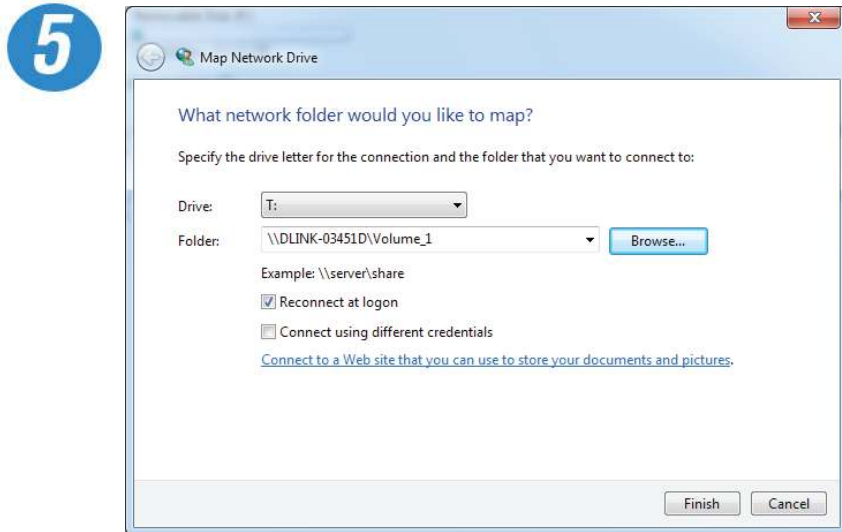 5
Map Network Drive
What network folder would you like to map?
Specify the drive letter for the connection and the folder that you want to connect to:
Drive: T:
Folder: \\DLINK-03451D\Volume_1 Browse...
Example: \\server\share
Reconnect at logon
Connect using different credentials
Connect to a Web site that you can use to store your documents and pictures.
Finish Cancel